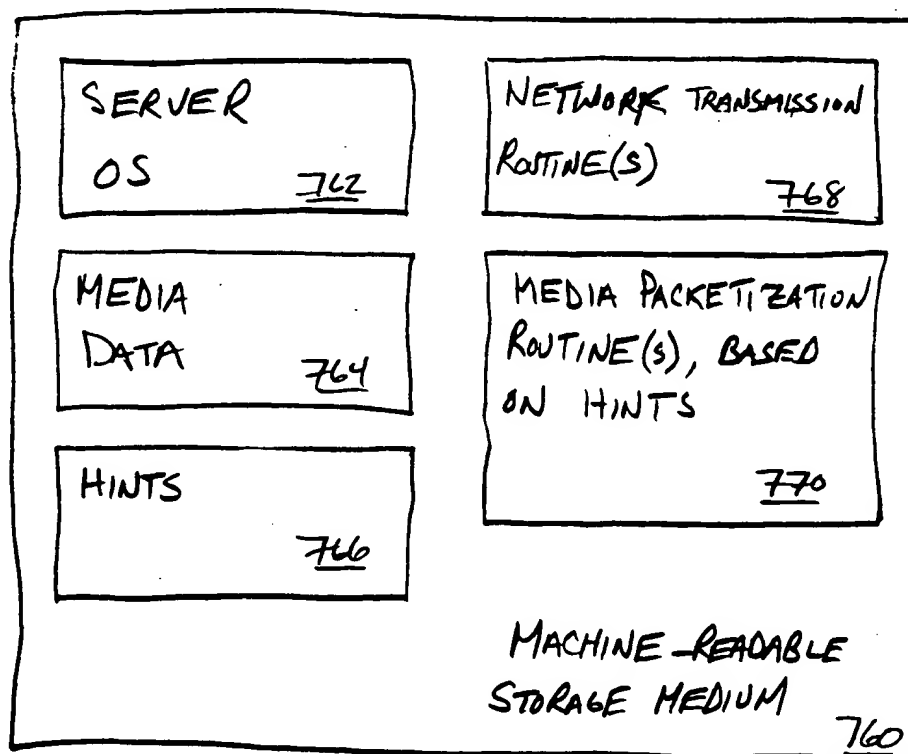 SERVER
OS
762
MEDIA
DATA
764
HINTS
766
NETWORK TRANSMISSION
ROUTINE(S)
768
MEDIA PACKETIZATION
ROUTINE(S), BASED
ON HINTS
770
MACHINE-READABLE
STORAGE MEDIUM
760